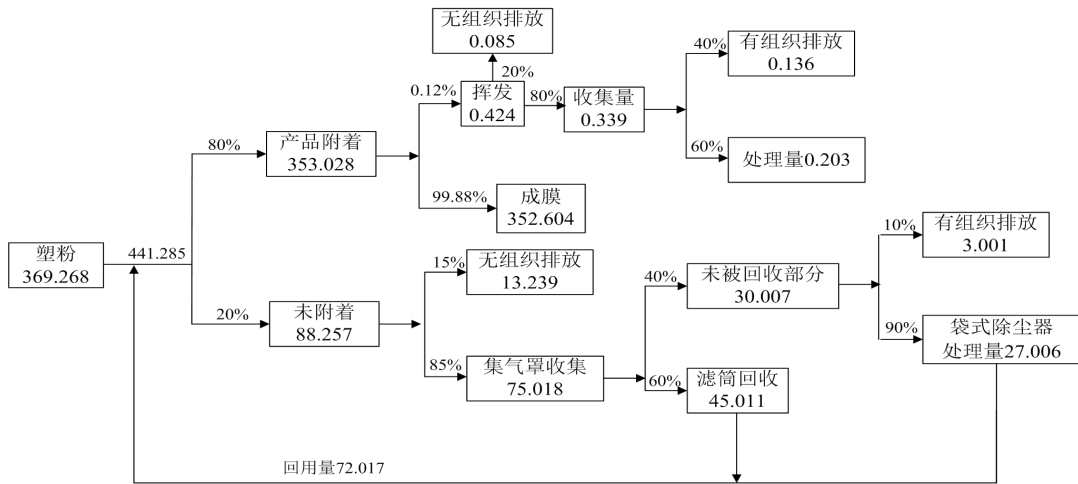 无组织排放
0.085
20%
0.12%
挥发
0.424
80%
收集量
0.339
40%
有组织排放
0.136
60%
处理量0.203
80%
产品附着
353.028
99.88%
成膜
352.604
塑粉
369.268
441.285
20%
未附着
88.257
15%
无组织排放
13.239
85%
集气罩收集
75.018
40%
未被回收部分
30.007
60%
滤筒回收
45.011
10%
有组织排放
3.001
90%
袋式除尘器
处理量27.006
回用量72.017